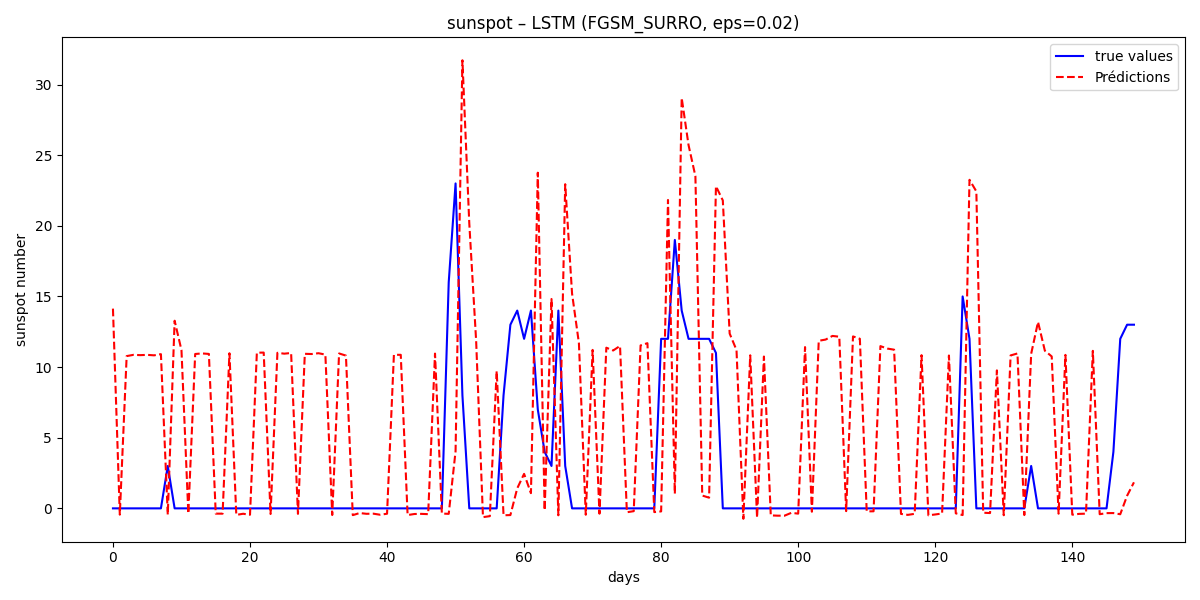 sunspot – LSTM (FGSM_SURRO, eps=0.02)
true values
Prédictions
sunspot number
30
25
20
15
10
5
0
0 20 40 60 80 100 120 140
days